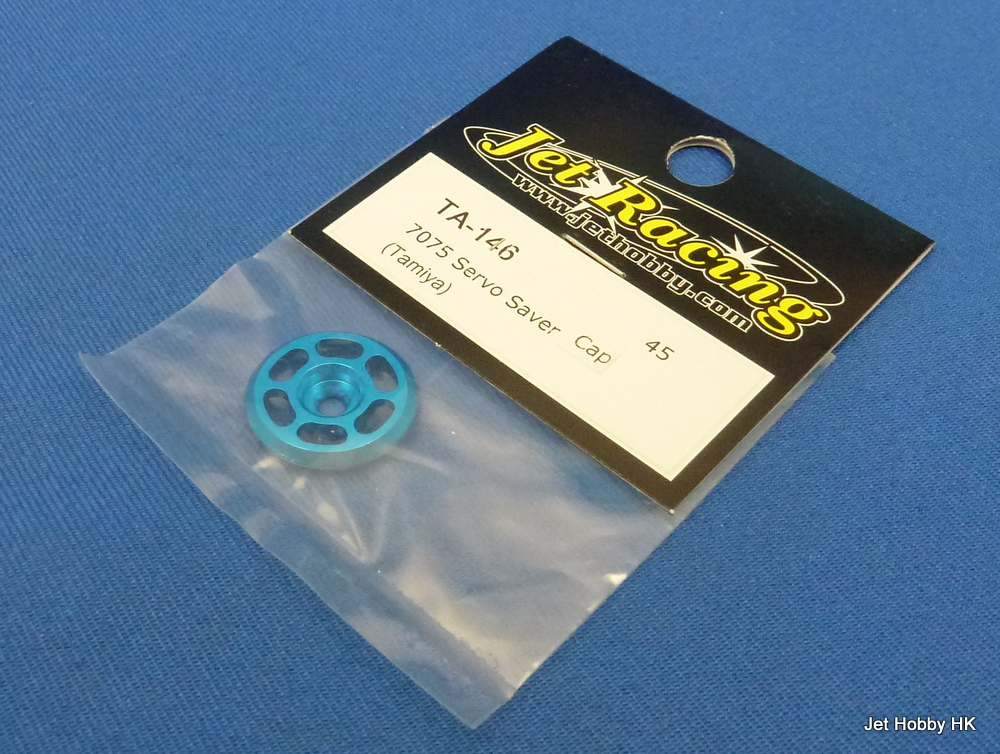 Jet Racing
www.jethobby.com
TA-146
7075 Servo Saver Cap 45
(Tamiya)
Jet Hobby HK